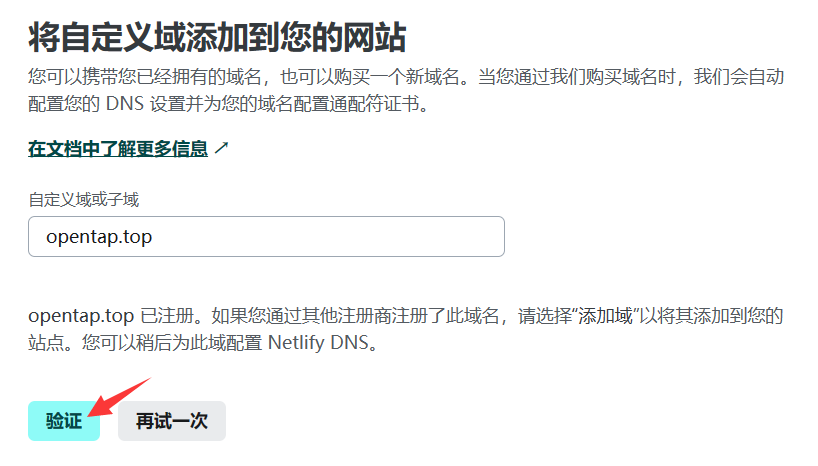 将自定义域添加到您的网站
您可以携带您已经拥有的域名，也可以购买一个新域名。当您通过我们购买域名时，我们会自动
配置您的 DNS 设置并为您的域名配置通配符证书。
在文档中了解更多信息 ↗
自定义域或子域
opentap.top
opentap.top 已注册。如果您通过其他注册商注册了此域名，请选择“添加域”以将其添加到您的
站点。您可以稍后为此域配置 Netlify DNS。
验证
再试一次